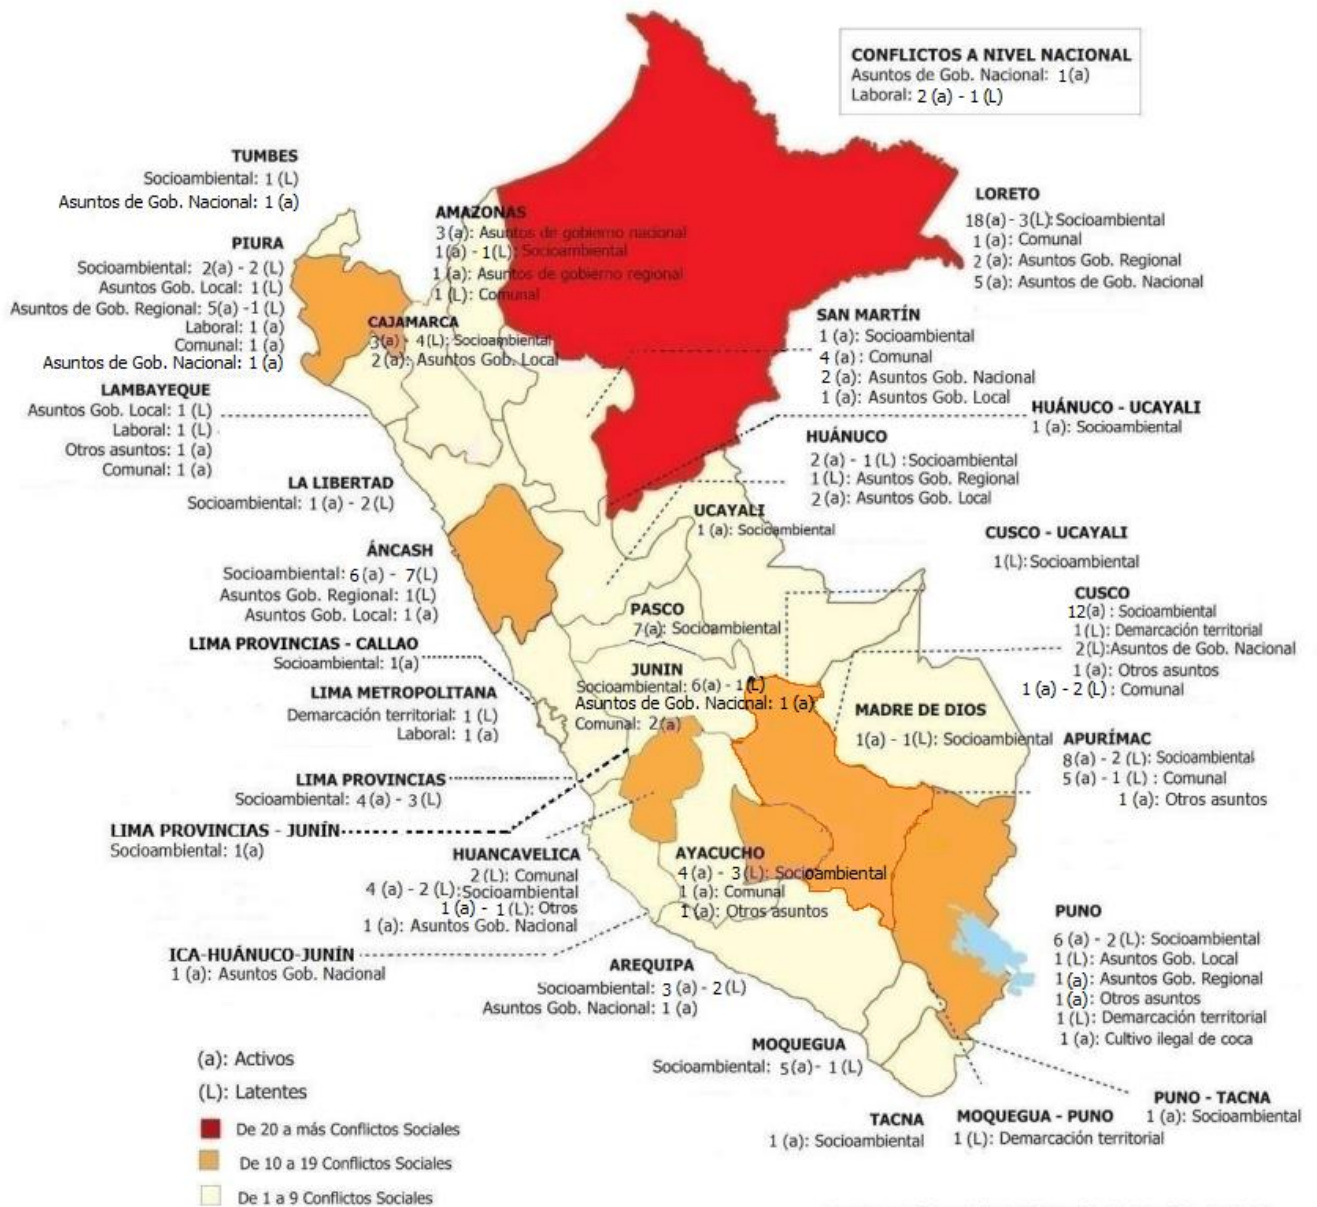 CONFLICTOS A NIVEL NACIONAL
Asuntos de Gob. Nacional: 1(a)
Laboral: 2 (a) - 1 (L)
TUMBES
Socioambiental: 1 (L)
Asuntos de Gob. Nacional: 1 (a)
PIURA
Socioambiental: 2(a) - 2 (L)
Asuntos Gob. Local: 1 (L)
Asuntos de Gob. Regional: 5(a) -1 (L)
Laboral: 1 (a)
Comunal: 1 (a)
Asuntos de Gob. Nacional: 1 (a)
AMAZONAS
3(a): Asuntos de gobierno nacional
1(a) - 1(L): Socioambiental
1(a): Asuntos de gobierno regional
1 (L): Comunal
CAJAMARCA
3(a) - 4(L): Socioambiental
2(a): Asuntos Gob. Local
LORETO
18(a) - 3(L):Socioambiental
1(a): Comunal
2 (a): Asuntos Gob. Regional
5(a): Asuntos de Gob. Nacional
SAN MARTÍN
1 (a): Socioambiental
4 (a) : Comunal
2 (a): Asuntos Gob. Nacional
1 (a): Asuntos Gob. Local
LAMBAYEQUE
Asuntos Gob. Local: 1 (L)
Laboral: 1 (L)
Otros asuntos: 1 (a)
Comunal: 1 (a)
HUÁNUCO - UCAYALI
1 (a): Socioambiental
HUÁNUCO
2(a) - 1(L) :Socioambiental
1(L): Asuntos Gob. Regional
2(a): Asuntos Gob. Local
LA LIBERTAD
Socioambiental: 1(a) - 2(L)
UCAYALI
1 (a): Socioambiental
CUSCO - UCAYALI
1(L):Socioambiental
ÁNCASH
Socioambiental: 6(a) - 7(L)
Asuntos Gob. Regional: 1(L)
Asuntos Gob. Local: 1 (a)
CUSCO
12(a) : Socioambiental
1(L): Demarcación territorial
2(L):Asuntos de Gob. Nacional
1(a): Otros asuntos
1 (a) - 2 (L) : Comunal
PASCO
7(a): Socioambiental
LIMA PROVINCIAS - CALLAO
Socioambiental: 1(a)
JUNIN
Socioambiental: 6(a) - 1(L)
Asuntos de Gob. Nacional: 1 (a)
Comunal: 2(a)
LIMA METROPOLITANA
Demarcación territorial: 1 (L)
Laboral: 1 (a)
MADRE DE DIOS
1(a) - 1(L): Socioambiental
APURÍMAC
8(a) - 2 (L): Socioambiental
5(a) - 1 (L) : Comunal
1 (a): Otros asuntos
LIMA PROVINCIAS
Socioambiental: 4(a) - 3(L)
LIMA PROVINCIAS - JUNÍN
Socioambiental: 1(a)
HUANCAVELICA
2(L): Comunal
4 (a) - 2(L):Socioambiental
1(a) - 1(L): Otros
1 (a): Asuntos Gob. Nacional
AYACUCHO
4(a) - 3(L): Socioambiental
1(a): Comunal
1(a): Otros asuntos
ICA-HUÁNUCO-JUNÍN
1 (a): Asuntos Gob. Nacional
AREQUIPA
Socioambiental: 3 (a) - 2(L)
Asuntos Gob. Nacional: 1 (a)
PUNO
6(a) - 2(L): Socioambiental
1(L): Asuntos Gob. Local
1(a): Asuntos Gob. Regional
1(a): Otros asuntos
1(L): Demarcación territorial
1 (a): Cultivo ilegal de coca
MOQUEGUA
Socioambiental: 5(a)- 1(L)
PUNO - TACNA
1 (a): Socioambiental
TACNA
1 (a): Socioambiental
MOQUEGUA - PUNO
1 (L): Demarcación territorial
(a): Activos
(L): Latentes
De 20 a más Conflictos Sociales
De 10 a 19 Conflictos Sociales
De 1 a 9 Conflictos Sociales